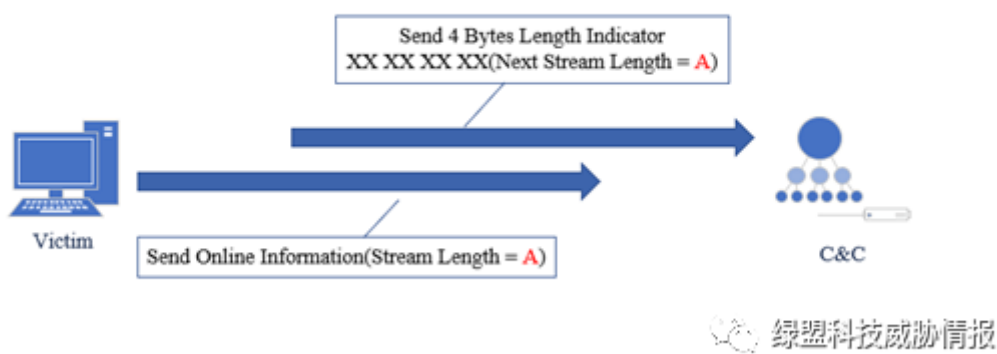 Send 4 Bytes Length Indicator
XX XX XX XX(Next Stream Length = A)
Victim
Send Online Information(Stream Length = A)
C&C
绿盟科技威胁情报